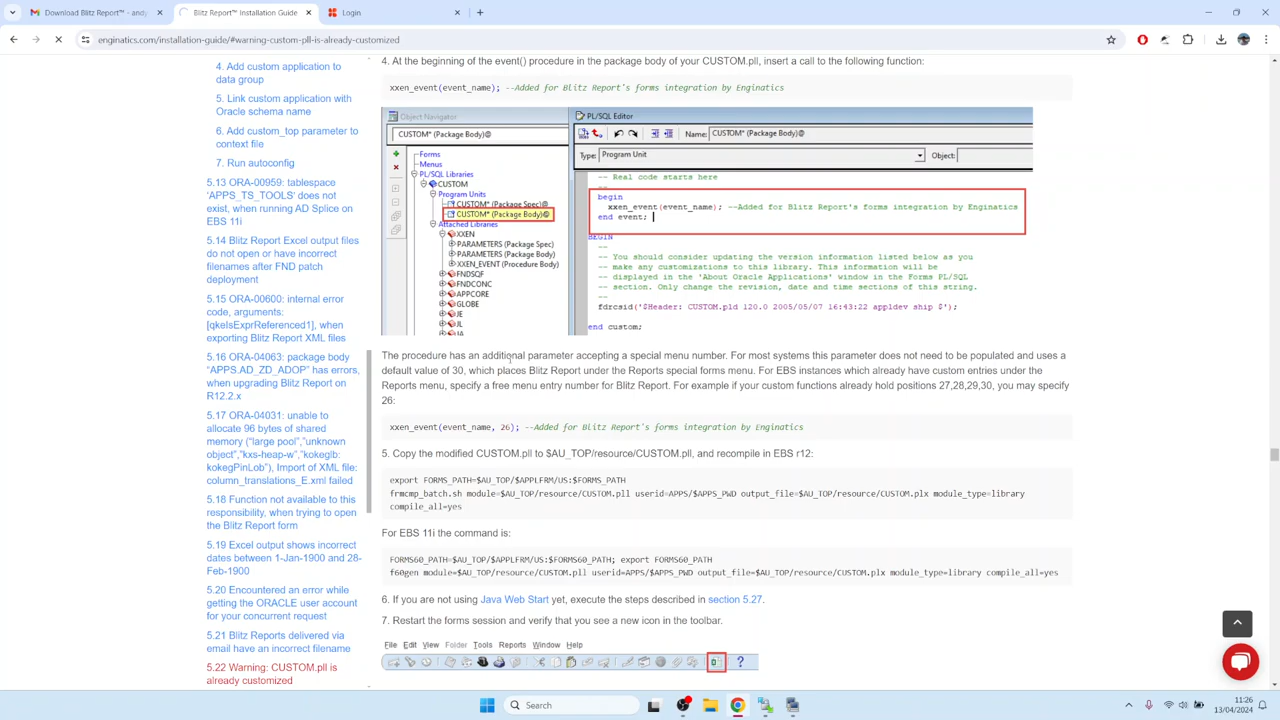 Download Blitz Report™ - andy
Blitz Report™ Installation Guide
Login
enginatics.com/installation-guide/#warning-custom-pll-is-already-customized
4. Add custom application to
data group
5. Link custom application with
Oracle schema name
6. Add custom_top parameter to
context file
7. Run autoconfig
5.13 ORA-00959: tablespace
'APPS_TS_TOOLS' does not
exist, when running AD Splice on
EBS 11i
5.14 Blitz Report Excel output files
do not open or have incorrect
filenames after FND patch
deployment
5.15 ORA-00600: internal error
code, arguments:
[qkeIsExprReferenced1], when
exporting Blitz Report XML files
5.16 ORA-04063: package body
“APPS.AD_ZD_ADOP” has errors,
when upgrading Blitz Report on
R12.2.x
5.17 ORA-04031: unable to
allocate 96 bytes of shared
memory (“large pool”,”unknown
object”,”kxs-heap-w”,”kokeglb:
kokegPinLob”), Import of XML file:
column_translations_E.xml failed
5.18 Function not available to this
responsibility, when trying to open
the Blitz Report form
5.19 Excel output shows incorrect
dates between 1-Jan-1900 and 28-
Feb-1900
5.20 Encountered an error while
getting the ORACLE user account
for your concurrent request
5.21 Blitz Reports delivered via
email have an incorrect filename
5.22 Warning: CUSTOM.pll is
already customized
4. At the beginning of the event() procedure in the package body of your CUSTOM.pll, insert a call to the following function:
xxen_event(event_name); --Added for Blitz Report's forms integration by Enginatics
Object Navigator
CUSTOM* (Package Body)@
Forms
Menus
PL/SQL Libraries
CUSTOM
Program Units
CUSTOM* (Package Spec)@
CUSTOM* (Package Body)@
Attached Libraries
XXEN
PARAMETERS (Package Spec)
PARAMETERS (Package Body)
XXEN_EVENT (Procedure Body)
FNDSQF
FNDCONC
APPCORE
GLOBE
JE
JL
JA
PL/SQL Editor
Name: CUSTOM* (Package Body)@
Type: Program Unit Object:
-- Real code starts here
--
begin
xxen_event(event_name); --Added for Blitz Report's forms integration by Enginatics
end event;
BEGIN
--
-- You should consider updating the version information listed below as you
-- make any customizations to this library. This information will be
-- displayed in the 'About Oracle Applications' window in the Forms PL/SQL
-- section. Only change the revision, date and time sections of this string.
--
fdrcsid('$Header: CUSTOM.pld 120.0 2005/05/07 16:43:22 appldev ship $');
end custom;
The procedure has an additional parameter accepting a special menu number. For most systems this parameter does not need to be populated and uses a
default value of 30, which places Blitz Report under the Reports special forms menu. For EBS instances which already have custom entries under the
Reports menu, specify a free menu entry number for Blitz Report. For example if your custom functions already hold positions 27,28,29,30, you may specify
26:
xxen_event(event_name, 26); --Added for Blitz Report's forms integration by Enginatics
5. Copy the modified CUSTOM.pll to $AU_TOP/resource/CUSTOM.pll, and recompile in EBS r12:
export FORMS_PATH=$AU_TOP/$APPLFRM/US:$FORMS_PATH
frmcmp_batch.sh module=$AU_TOP/resource/CUSTOM.pll userid=APPS/$APPS_PWD output_file=$AU_TOP/resource/CUSTOM.plx module_type=library
compile_all=yes
For EBS 11i the command is:
FORMS60_PATH=$AU_TOP/$APPLFRM/US:$FORMS60_PATH; export FORMS60_PATH
f60gen module=$AU_TOP/resource/CUSTOM.pll userid=APPS/$APPS_PWD output_file=$AU_TOP/resource/CUSTOM.plx module_type=library compile_all=yes
6. If you are not using Java Web Start yet, execute the steps described in section 5.27.
7. Restart the forms session and verify that you see a new icon in the toolbar.
File Edit View Folder Tools Reports Window Help
Search
11:26
13/04/2024